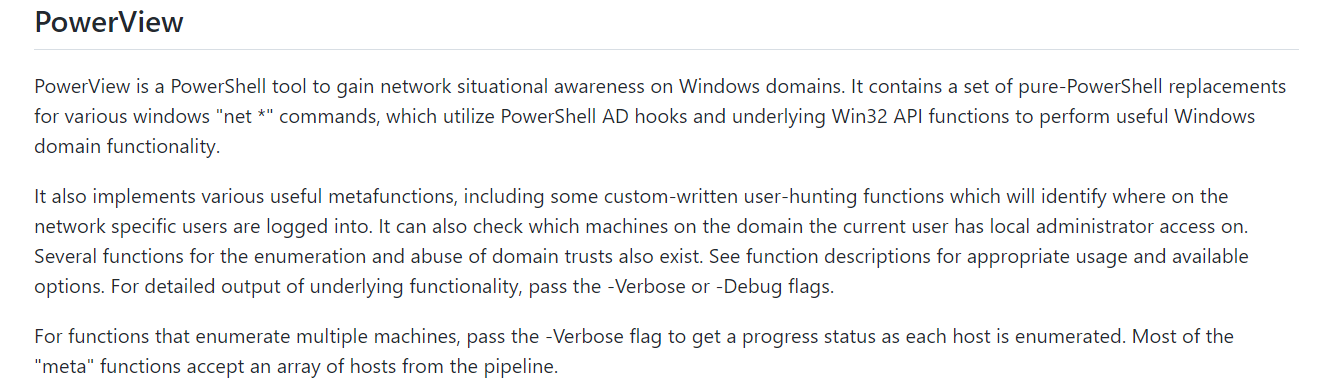 PowerView
PowerView is a PowerShell tool to gain network situational awareness on Windows domains. It contains a set of pure-PowerShell replacements
for various windows "net *" commands, which utilize PowerShell AD hooks and underlying Win32 API functions to perform useful Windows
domain functionality.
It also implements various useful metafunctions, including some custom-written user-hunting functions which will identify where on the
network specific users are logged into. It can also check which machines on the domain the current user has local administrator access on.
Several functions for the enumeration and abuse of domain trusts also exist. See function descriptions for appropriate usage and available
options. For detailed output of underlying functionality, pass the -Verbose or -Debug flags.
For functions that enumerate multiple machines, pass the -Verbose flag to get a progress status as each host is enumerated. Most of the
"meta" functions accept an array of hosts from the pipeline.